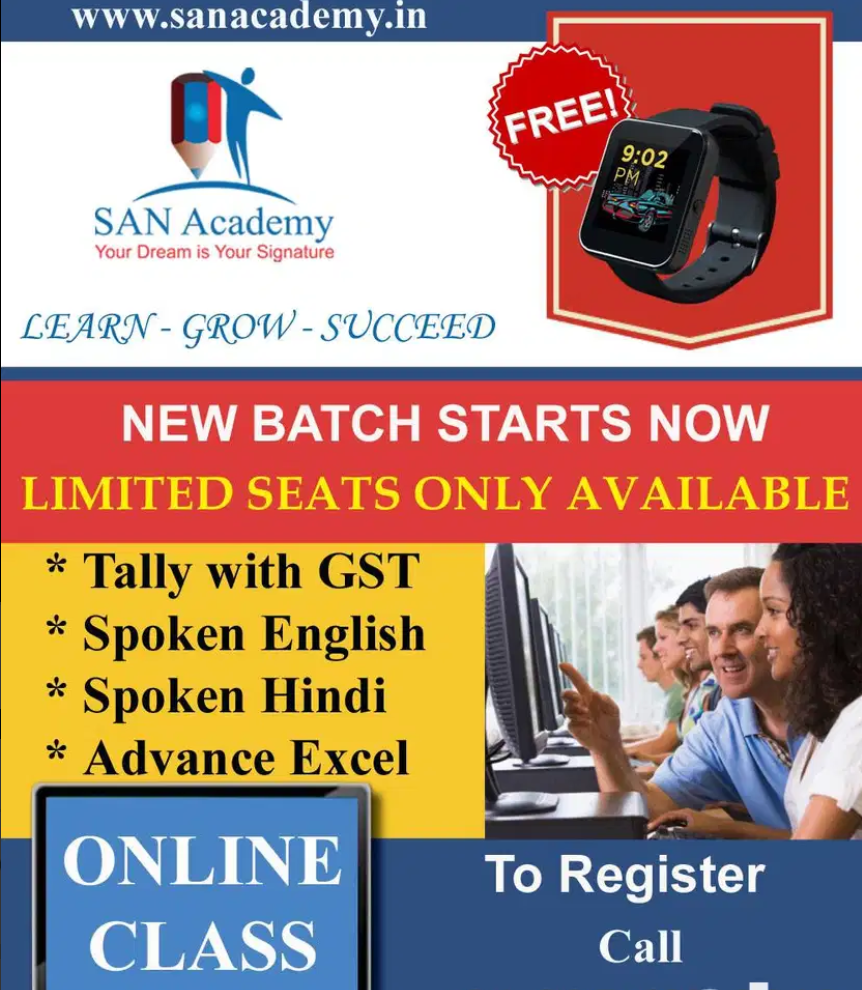 www.sanacademy.in
FREE!
9:02
PM
SAN Academy
Your Dream is Your Signature
LEARN - GROW - SUCCEED
NEW BATCH STARTS NOW
LIMITED SEATS ONLY AVAILABLE
* Tally with GST
* Spoken English
* Spoken Hindi
* Advance Excel
ONLINE
CLASS
To Register
Call